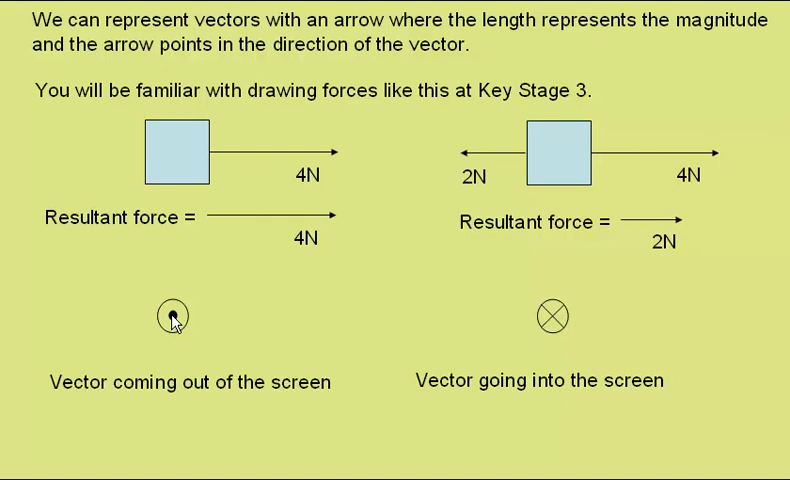 We can represent vectors with an arrow where the length represents the magnitude
and the arrow points in the direction of the vector.
You will be familiar with drawing forces like this at Key Stage 3.
4N
2N
4N
Resultant force =
4N
Resultant force =
2N
Vector coming out of the screen
Vector going into the screen